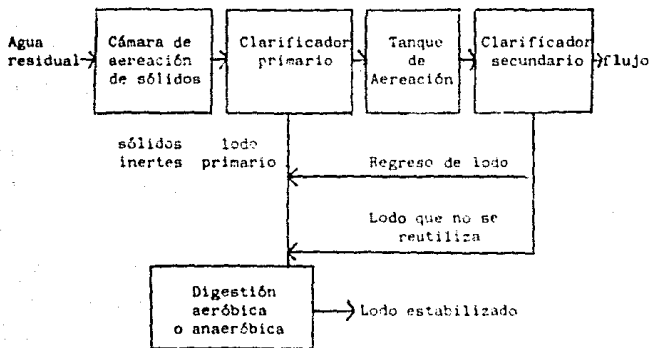 Agua
residual
Cámara de
aereación
de sólidos
Clarificador
primario
Tanque
de
Aereación
Clarificador
secundario
flujo
sólidos
inertes
lodo
primario
Regreso de lodo
Lodo que no se
reutiliza
Digestión
aeróbica
o anaeróbica
Lodo estabilizado